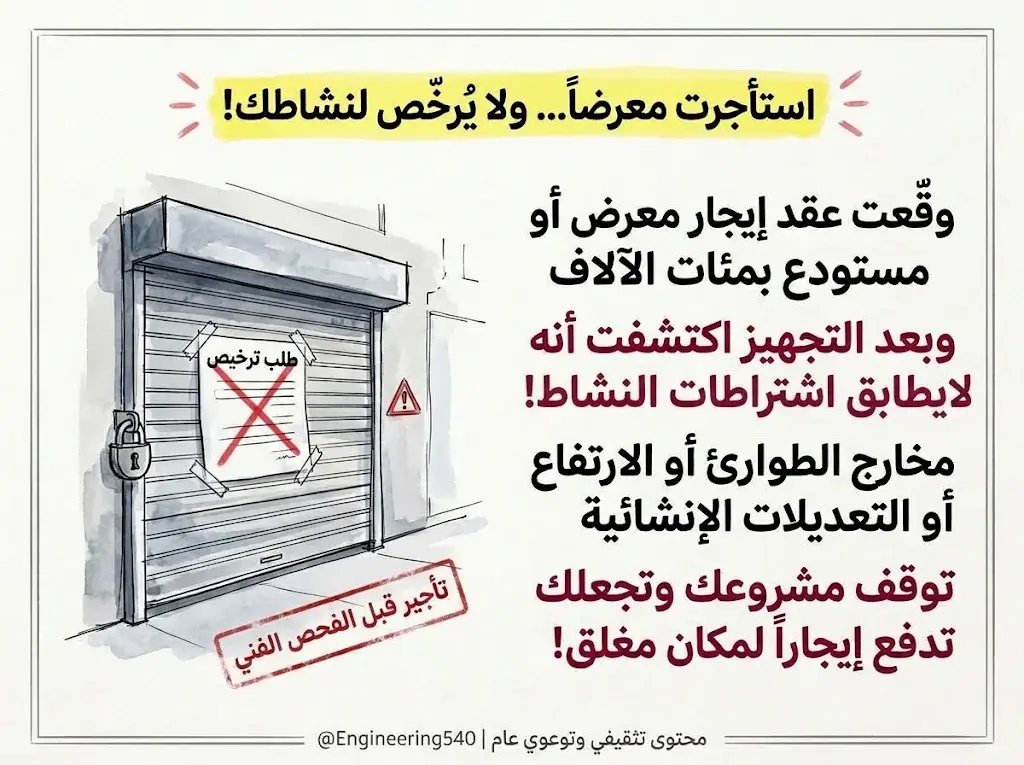 استأجرت معرضاً... ولا يُرخّص لنشاطك!
وقّعت عقد إيجار معرض أو
مستودع بمئات الآلاف
وبعد التجهيز اكتشفت أنه
لايطابق اشتراطات النشاط!
مخارج الطوارئ أو الارتفاع
أو التعديلات الإنشائية
توقف مشروعك وتجعلك
تدفع إيجاراً لمكان مغلق!
طلب ترخيص
!
تأجير قبل الفحص الفني
محتوى تثقيفي وتوعوي عام | @Engineering540